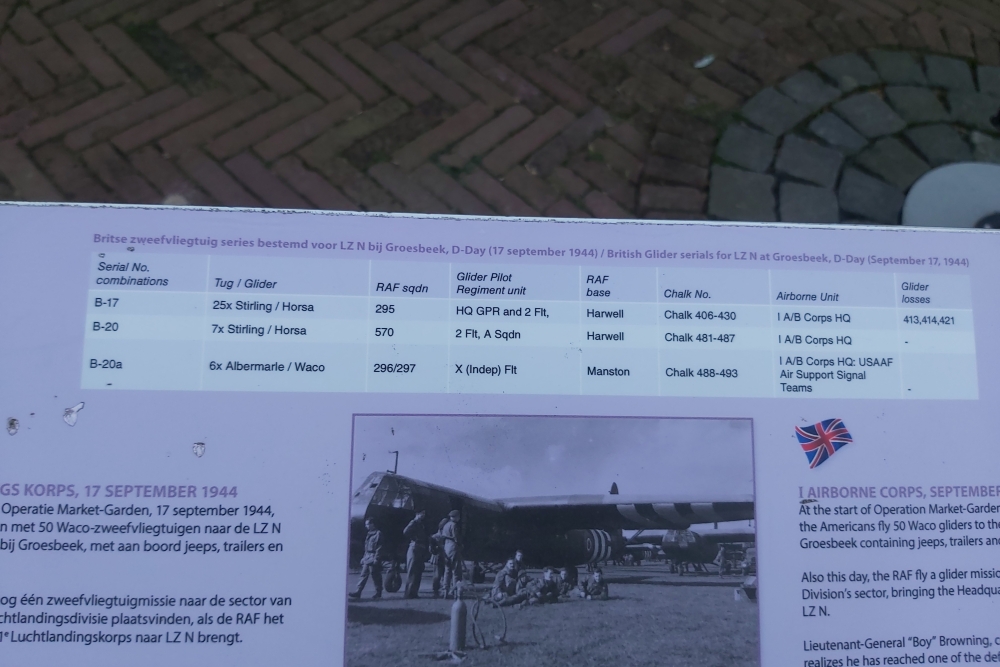 Britse zweefvliegtuig series bestemd voor LZ N bij Groesbeek, D-Day (17 september 1944) / British Glider serials for LZ N at Groesbeek, D-Day (September 17, 1944)
Serial No. combinations Tug / Glider RAF sqdn Glider Pilot Regiment unit RAF base Chalk No. Airborne Unit Glider losses
B-17 25x Stirling / Horsa 295 HQ GPR and 2 Flt, Harwell Chalk 406-430 I A/B Corps HQ 413,414,421
B-20 7x Stirling / Horsa 570 2 Flt, A Sqdn Harwell Chalk 481-487 I A/B Corps HQ -
B-20a 6x Albermarle / Waco 296/297 X (Indep) Flt Manston Chalk 488-493 I A/B Corps HQ: USAAF Air Support Signal Teams -
GS KORPS, 17 SEPTEMBER 1944
Operatie Market-Garden, 17 september 1944,
n met 50 Waco-zweefvliegtuigen naar de LZ N
bij Groesbeek, met aan boord jeeps, trailers en
og één zweefvliegtuigmissie naar de sector van
chtlandingsdivisie plaatsvinden, als de RAF het
1e Luchtlandingskorps naar LZ N brengt.
I AIRBORNE CORPS, SEPTEMBER
At the start of Operation Market-Garden
the Americans fly 50 Waco gliders to the
Groesbeek containing jeeps, trailers an
Also this day, the RAF fly a glider missio
Division's sector, bringing the Headqua
LZ N.
Lieutenant-General "Boy" Browning, c
realizes he has reached one of the def